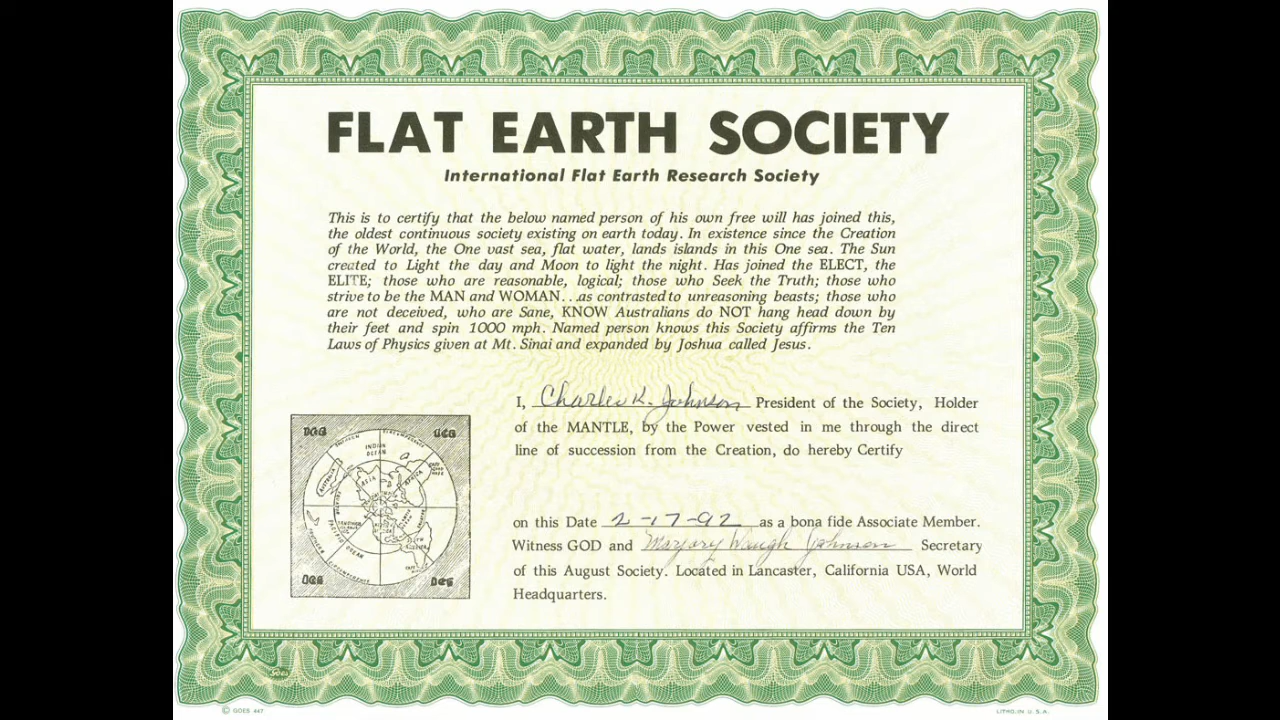 FLAT EARTH SOCIETY
International Flat Earth Research Society
This is to certify that the below named person of his own free will has joined this,
the oldest continuous society existing on earth today. In existence since the Creation
of the World, the One vast sea, flat water, lands islands in this One sea. The Sun
created to Light the day and Moon to light the night. Has joined the ELECT, the
ELITE; those who are reasonable, logical; those who Seek the Truth; those who
strive to be the MAN and WOMAN...as contrasted to unreasoning beasts; those who
are not deceived, who are Sane, KNOW Australians do NOT hang head down by
their feet and spin 1000 mph. Named person knows this Society affirms the Ten
Laws of Physics given at Mt. Sinai and expanded by Joshua called Jesus.
I, Charles K. Johnson President of the Society, Holder
of the MANTLE, by the Power vested in me through the direct
line of succession from the Creation, do hereby Certify
on this Date 2-17-92 as a bona fide Associate Member.
Witness GOD and Marjory Waugh Johnson Secretary
of this August Society. Located in Lancaster, California USA, World
Headquarters.
INDIAN
OCEAN
ASIA
AFRICA
AUSTRALIA
OCEAN
SOUTH
© GOES 447
LITHO. IN U.S.A.